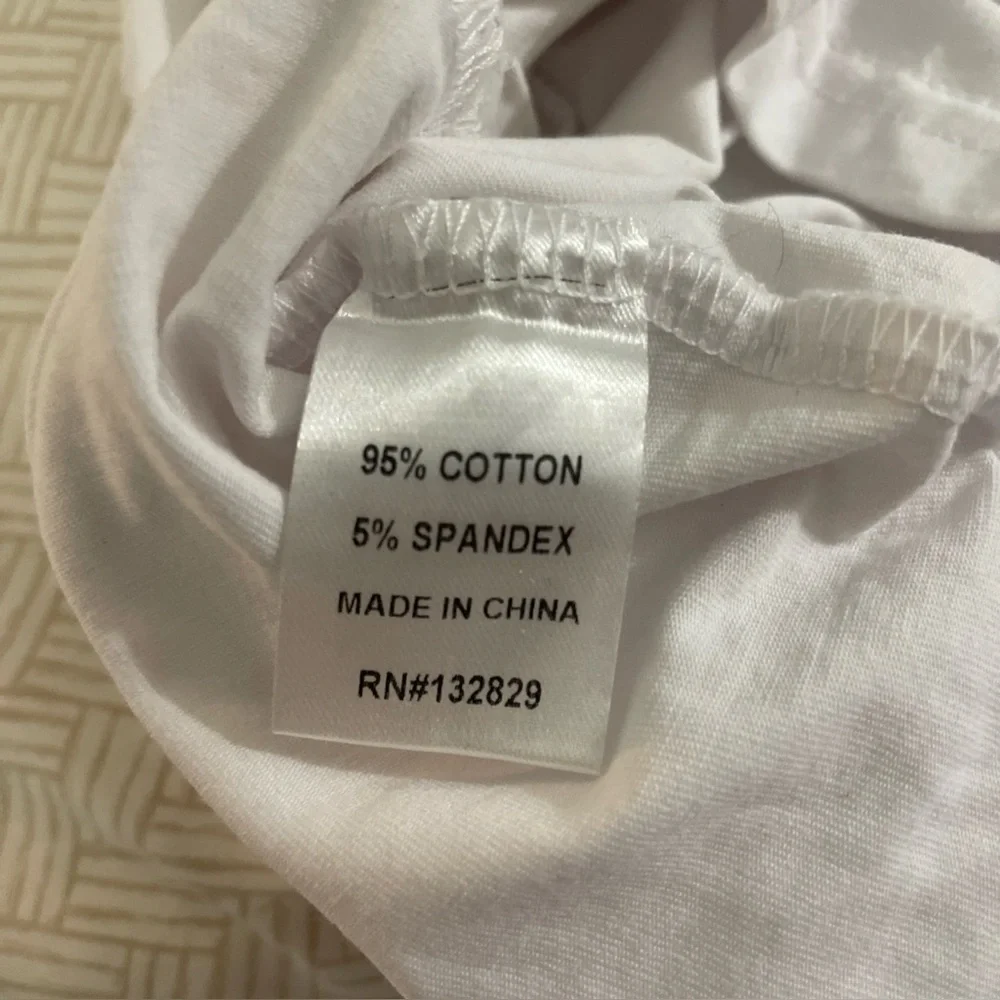 95% COTTON
5% SPANDEX
MADE IN CHINA
RN#132829